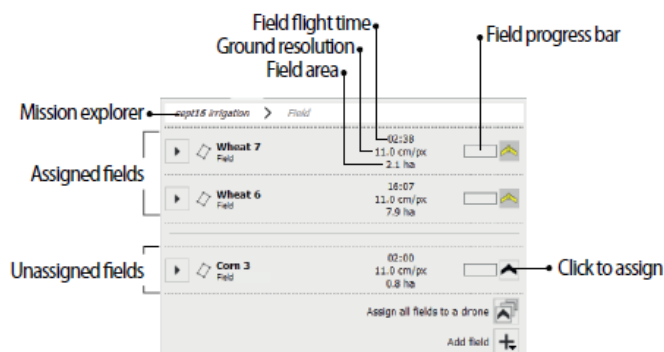 Field flight time
Ground resolution
Field area
Field progress bar
Mission explorer
sept16 irrigation > Field
Assigned fields
Wheat 7
Field
02:38
11.0 cm/px
2.1 ha
Wheat 6
Field
16:07
11.0 cm/px
7.9 ha
Unassigned fields
Corn 3
Field
02:00
11.0 cm/px
0.8 ha
Click to assign
Assign all fields to a drone
Add field